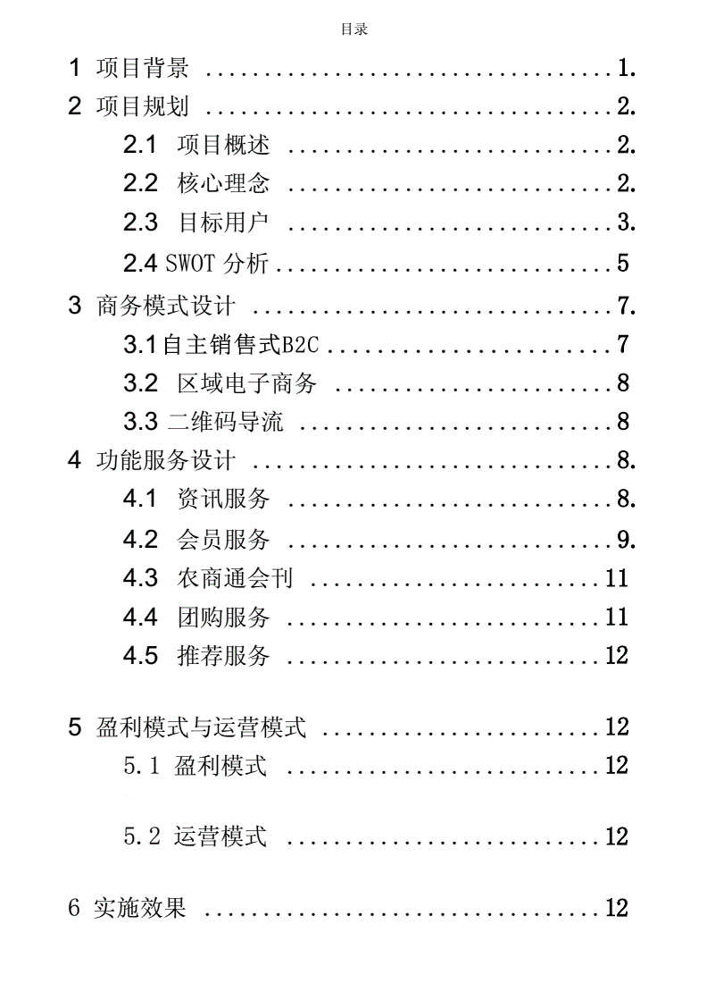 目录
1 项目背景 ...................................1.
2 项目规划 ...................................2.
2.1 项目概述 ............................2.
2.2 核心理念 ............................2.
2.3 目标用户 ............................3.
2.4 SWOT 分析.............................5
3 商务模式设计 ...............................7.
3.1自主销售式B2C.........................7
3.2 区域电子商务 ........................8
3.3 二维码导流 ...........................8
4 功能服务设计 ...............................8.
4.1 资讯服务 ............................8.
4.2 会员服务 ............................9.
4.3 农商通会刊 .........................11
4.4 团购服务 ...........................11
4.5 推荐服务 ...........................12
5 盈利模式与运营模式 ........................12
5.1 盈利模式 ...........................12
5.2 运营模式 ...........................12
6 实施效果 ..................................12